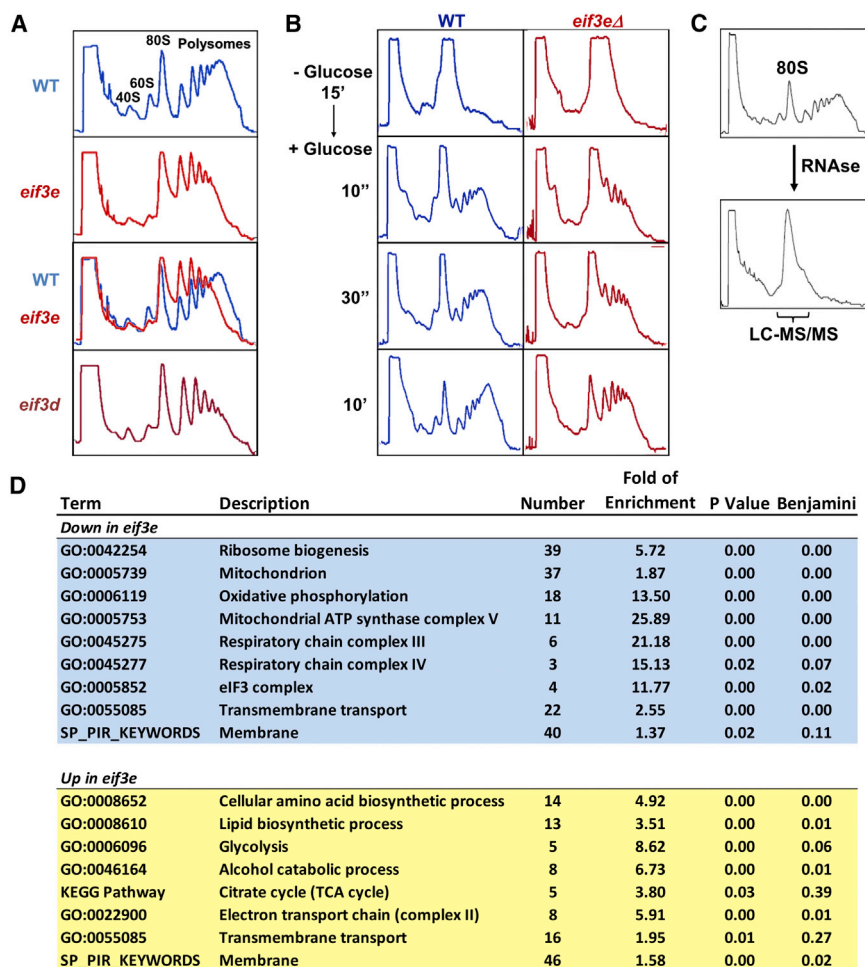 A
WT
40S
60S
80S
Polysomes
eif3e
WT
eif3e
eif3d
B
WT
eif3eΔ
- Glucose
15’
+ Glucose
10’’
30’’
10’
C
80S
RNAse
LC-MS/MS
D
Term Description Number Fold of Enrichment P Value Benjamini
Down in eif3e
GO:0042254 Ribosome biogenesis 39 5.72 0.00 0.00
GO:0005739 Mitochondrion 37 1.87 0.00 0.00
GO:0006119 Oxidative phosphorylation 18 13.50 0.00 0.00
GO:0005753 Mitochondrial ATP synthase complex V 11 25.89 0.00 0.00
GO:0045275 Respiratory chain complex III 6 21.18 0.00 0.00
GO:0045277 Respiratory chain complex IV 3 15.13 0.02 0.07
GO:0005852 eIF3 complex 4 11.77 0.00 0.02
GO:0055085 Transmembrane transport 22 2.55 0.00 0.00
SP_PIR_KEYWORDS Membrane 40 1.37 0.02 0.11
Up in eif3e
GO:0008652 Cellular amino acid biosynthetic process 14 4.92 0.00 0.00
GO:0008610 Lipid biosynthetic process 13 3.51 0.00 0.01
GO:0006096 Glycolysis 5 8.62 0.00 0.06
GO:0046164 Alcohol catabolic process 8 6.73 0.00 0.01
KEGG Pathway Citrate cycle (TCA cycle) 5 3.80 0.03 0.39
GO:0022900 Electron transport chain (complex II) 8 5.91 0.00 0.01
GO:0055085 Transmembrane transport 16 1.95 0.01 0.27
SP_PIR_KEYWORDS Membrane 46 1.58 0.00 0.02